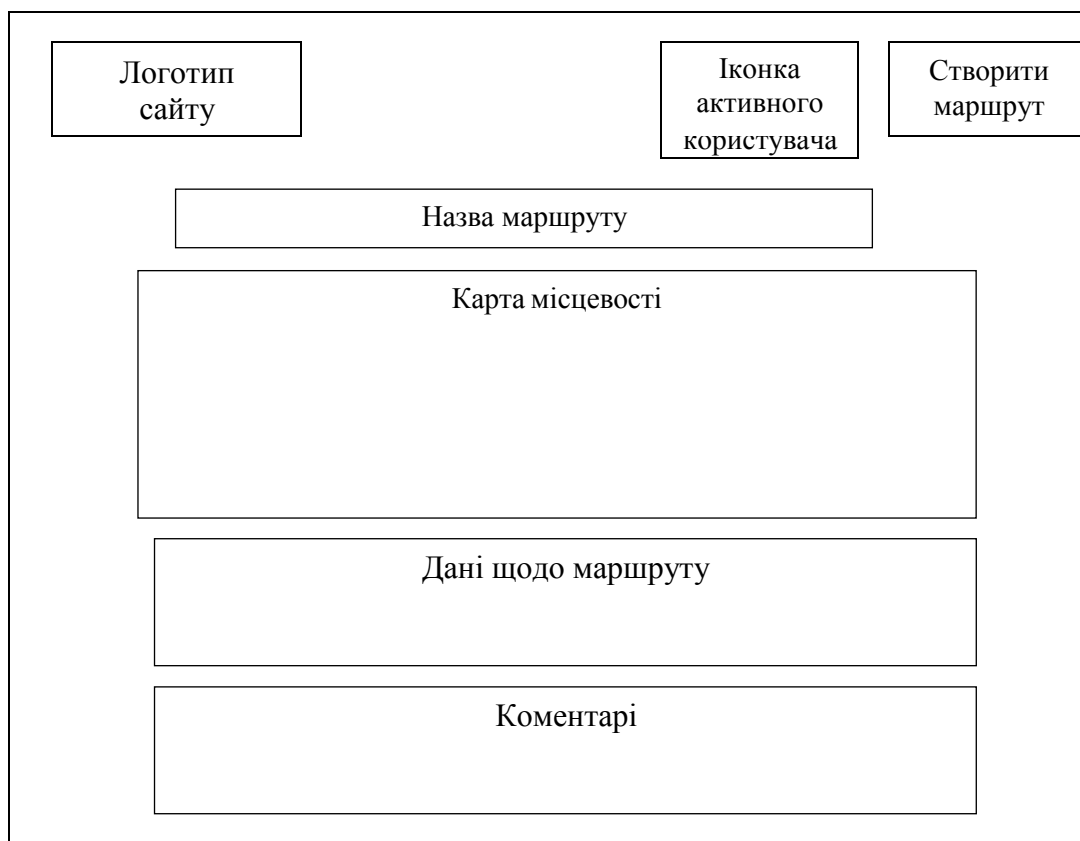 Логотип
сайту
Іконка
активного
користувача
Створити
маршрут
Назва маршруту
Карта місцевості
Дані щодо маршруту
Коментарі